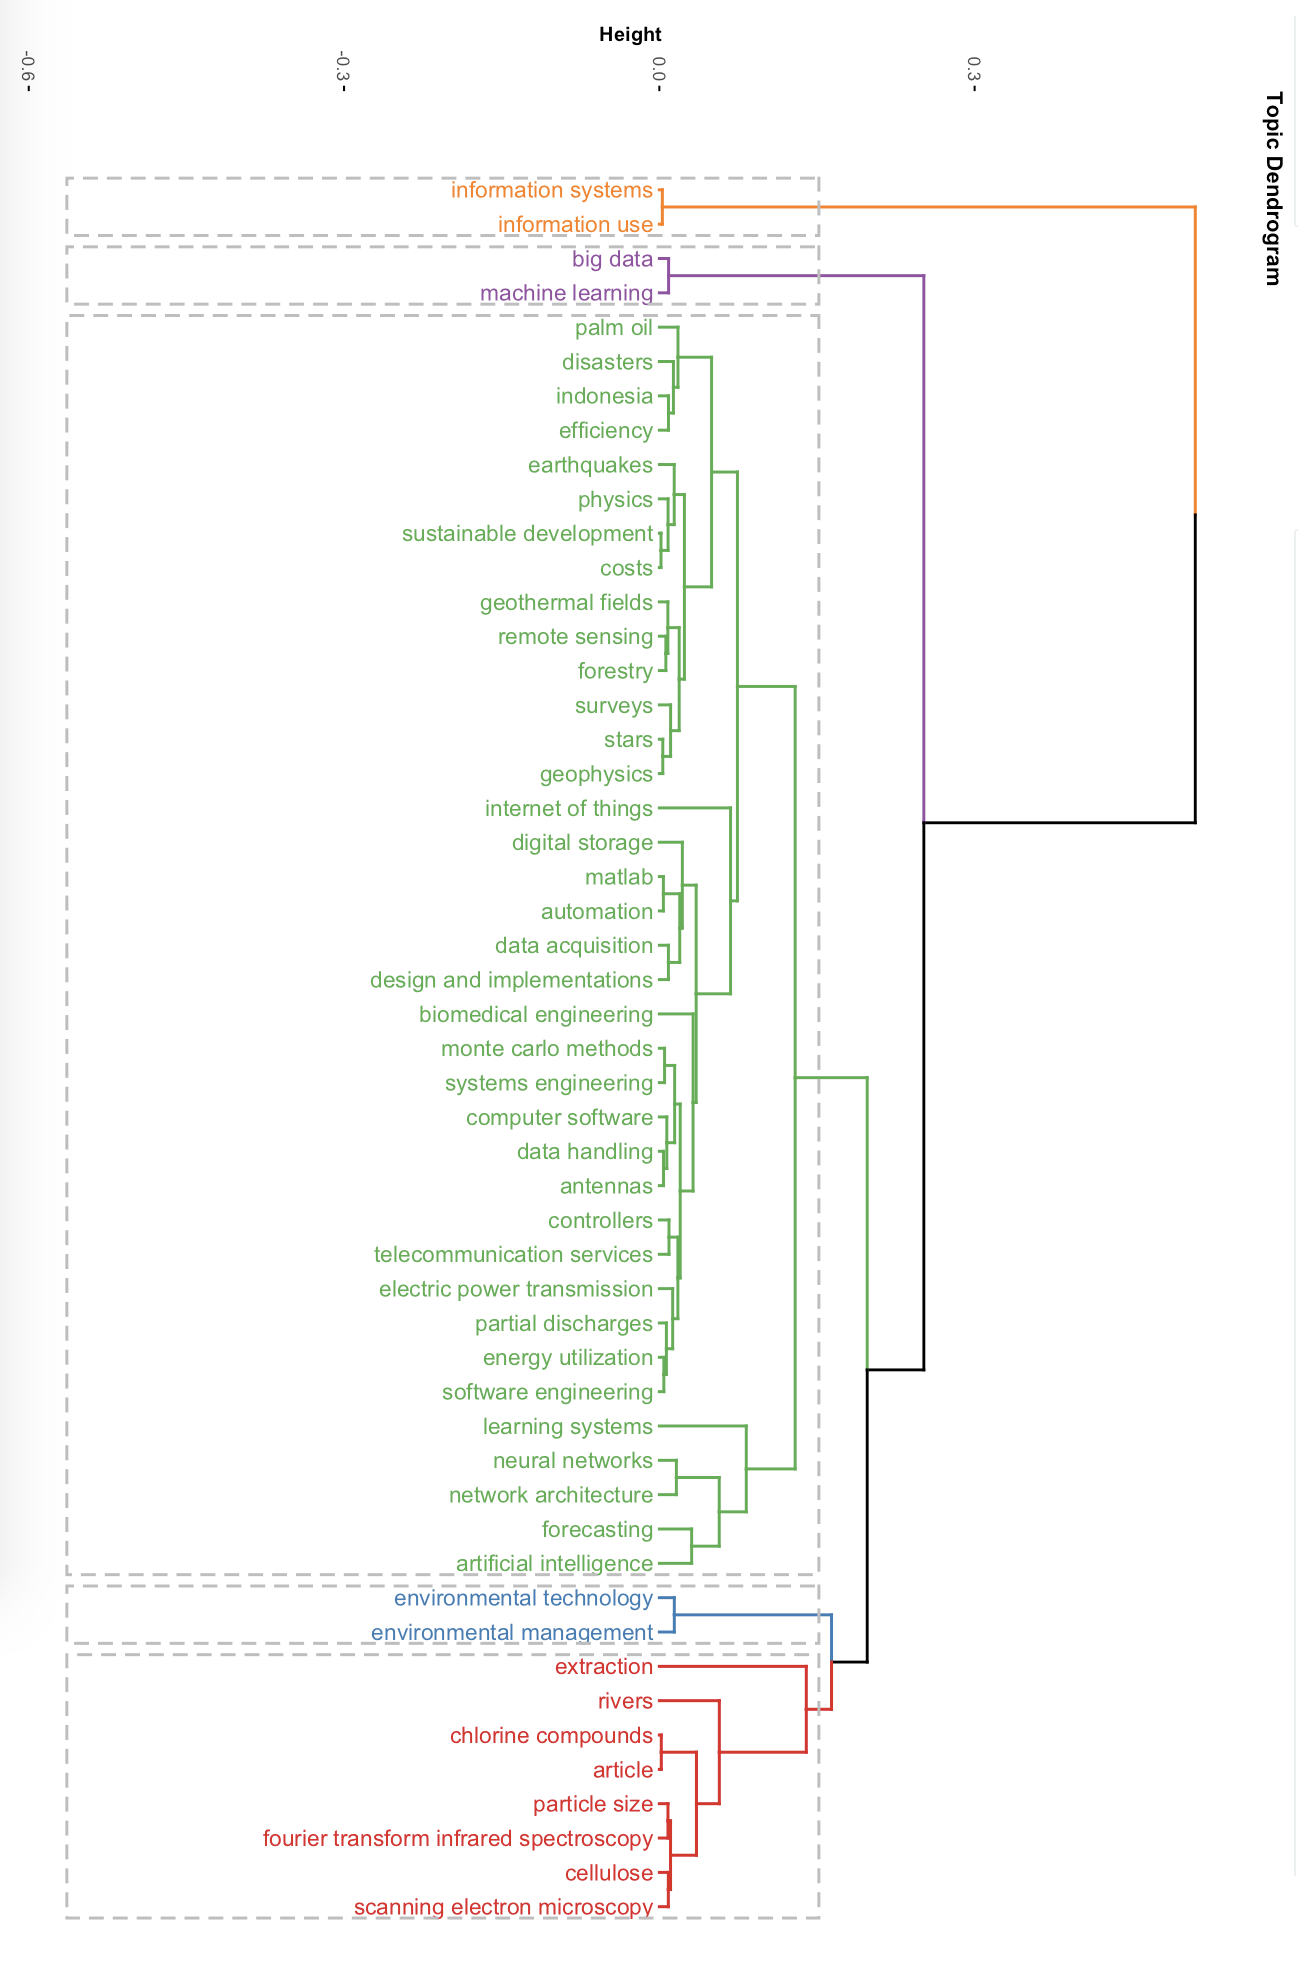 Height
-0.6
-0.3
0.0
0.3
Topic Dendrogram
information systems
information use
big data
machine learning
palm oil
disasters
indonesia
efficiency
earthquakes
physics
sustainable development
costs
geothermal fields
remote sensing
forestry
surveys
stars
geophysics
internet of things
digital storage
matlab
automation
data acquisition
design and implementations
biomedical engineering
monte carlo methods
systems engineering
computer software
data handling
antennas
controllers
telecommunication services
electric power transmission
partial discharges
energy utilization
software engineering
learning systems
neural networks
network architecture
forecasting
artificial intelligence
environmental technology
environmental management
extraction
rivers
chlorine compounds
article
particle size
fourier transform infrared spectroscopy
cellulose
scanning electron microscopy